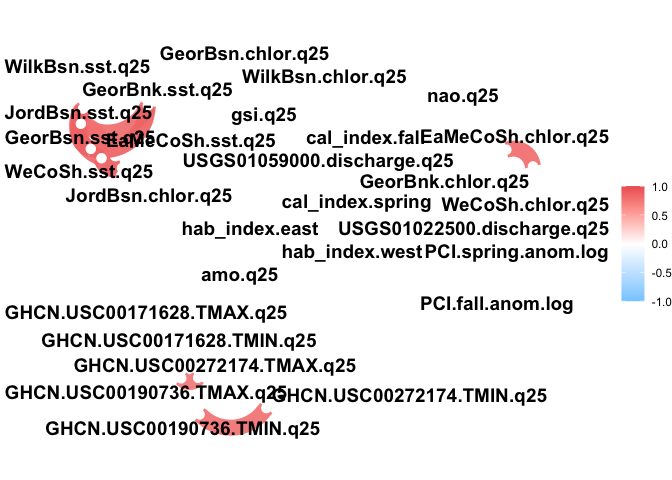 GeorBsn.chlor.q25
WilkBsn.sst.q25
WilkBsn.chlor.q25
GeorBnk.sst.q25
nao.q25
JordBsn.sst.q25
gsi.q25
GeorBsn.sst.q25
EaMeCoSh.sst.q25
cal_index.fall
EaMeCoSh.chlor.q25
USGS01059000.discharge.q25
WeCoSh.sst.q25
GeorBnk.chlor.q25
JordBsn.chlor.q25
cal_index.spring
WeCoSh.chlor.q25
hab_index.east
USGS01022500.discharge.q25
hab_index.west
PCI.spring.anom.log
amo.q25
PCI.fall.anom.log
GHCN.USC00171628.TMAX.q25
GHCN.USC00171628.TMIN.q25
GHCN.USC00272174.TMAX.q25
GHCN.USC00190736.TMAX.q25
GHCN.USC00272174.TMIN.q25
GHCN.USC00190736.TMIN.q25
1.0
0.5
0.0
-0.5
-1.0